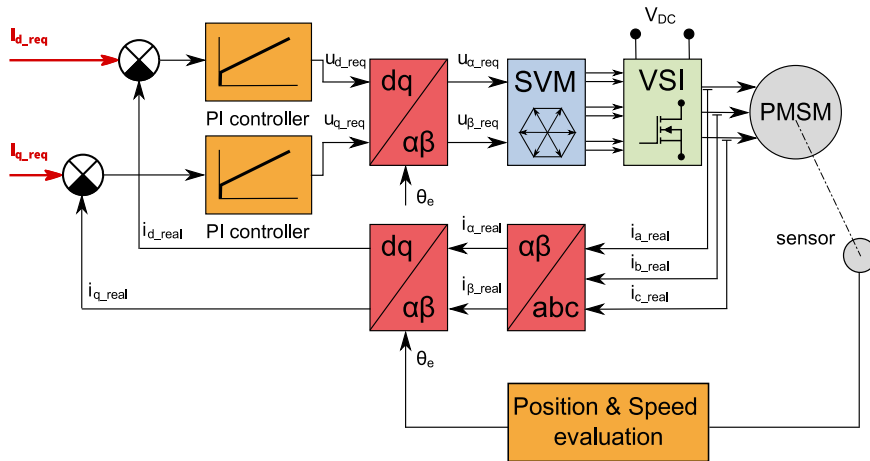 V_DC
I_d_req
u_d_req
u_α_req
dq
SVM
VSI
PMSM
PI controller
I_q_req
u_q_req
u_β_req
αβ
θ_e
PI controller
i_d_real
i_α_real
i_a_real
sensor
dq
αβ
i_b_real
i_q_real
i_β_real
i_c_real
αβ
abc
θ_e
Position & Speed
evaluation